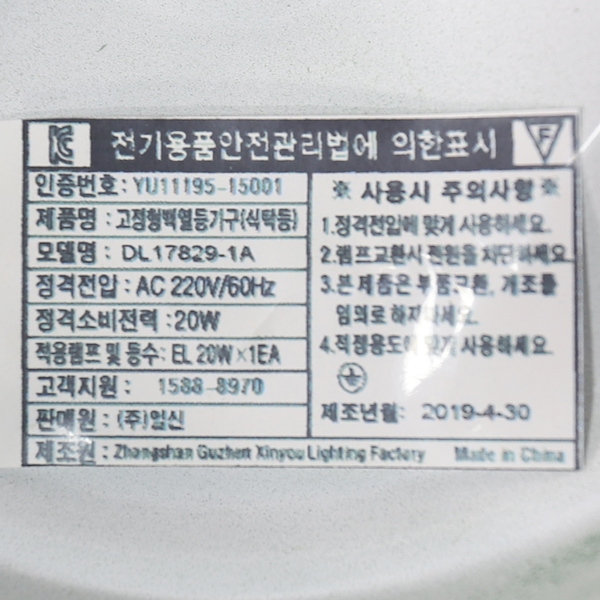 KC 전기용품안전관리법에 의한표시 F
인증번호: YU11195-15001
제품명 : 고정형백열등기구(식탁등)
모델명 : DL17829-1A
정격전압 : AC 220V/60Hz
정격소비전력 : 20W
적용램프 및 등수: EL 20W×1EA
고객지원 : 1588-8970
판매원 : (주)일신
제조원 : Zhongshan Guzhen Xinyou Lighting Factory Made in China
※ 사용시 주의사항 ※
1.정격전압에 맞게 사용하세요.
2.램프교환시 전원을 차단하세요.
3.본 제품은 부품교환, 개조를
임의로 하지마세요.
4.적정용도에 맞게 사용하세요.
제조년월: 2019-4-30